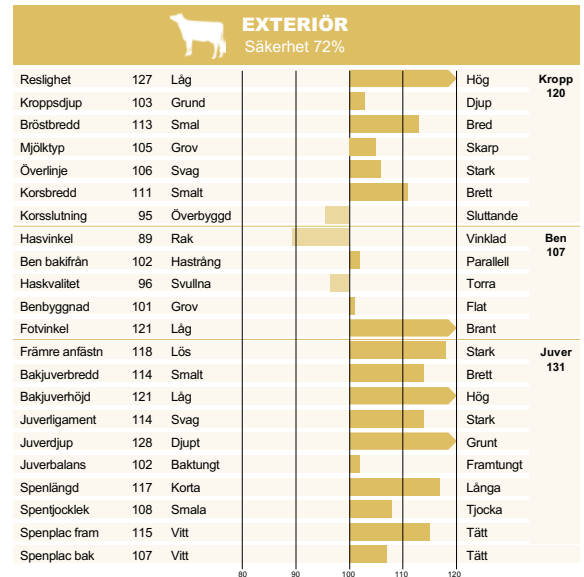 EXTERIÖR
Säkerhet 72%
Reslighet 127 Låg Hög Kropp
120
Kroppsdjup 103 Grund Djup
Bröstbredd 113 Smal Bred
Mjölktyp 105 Grov Skarp
Överlinje 106 Svag Stark
Korsbredd 111 Smalt Brett
Korsslutning 95 Överbyggd Sluttande
Hasvinkel 89 Rak Vinklad Ben
107
Ben bakifrån 102 Hastrång Parallell
Haskvalitet 96 Svullna Torra
Benbyggnad 101 Grov Flat
Fotvinkel 121 Låg Brant
Främre anfästn 118 Lös Stark Juver
131
Bakjuverbredd 114 Smalt Brett
Bakjuverhöjd 121 Låg Hög
Juverligament 114 Svag Stark
Juverdjup 128 Djupt Grunt
Juverbalans 102 Baktungt Framtungt
Spenlängd 117 Korta Långa
Spentjocklek 108 Smala Tjocka
Spenplac fram 115 Vitt Tätt
Spenplac bak 107 Vitt Tätt
80 90 100 110 120